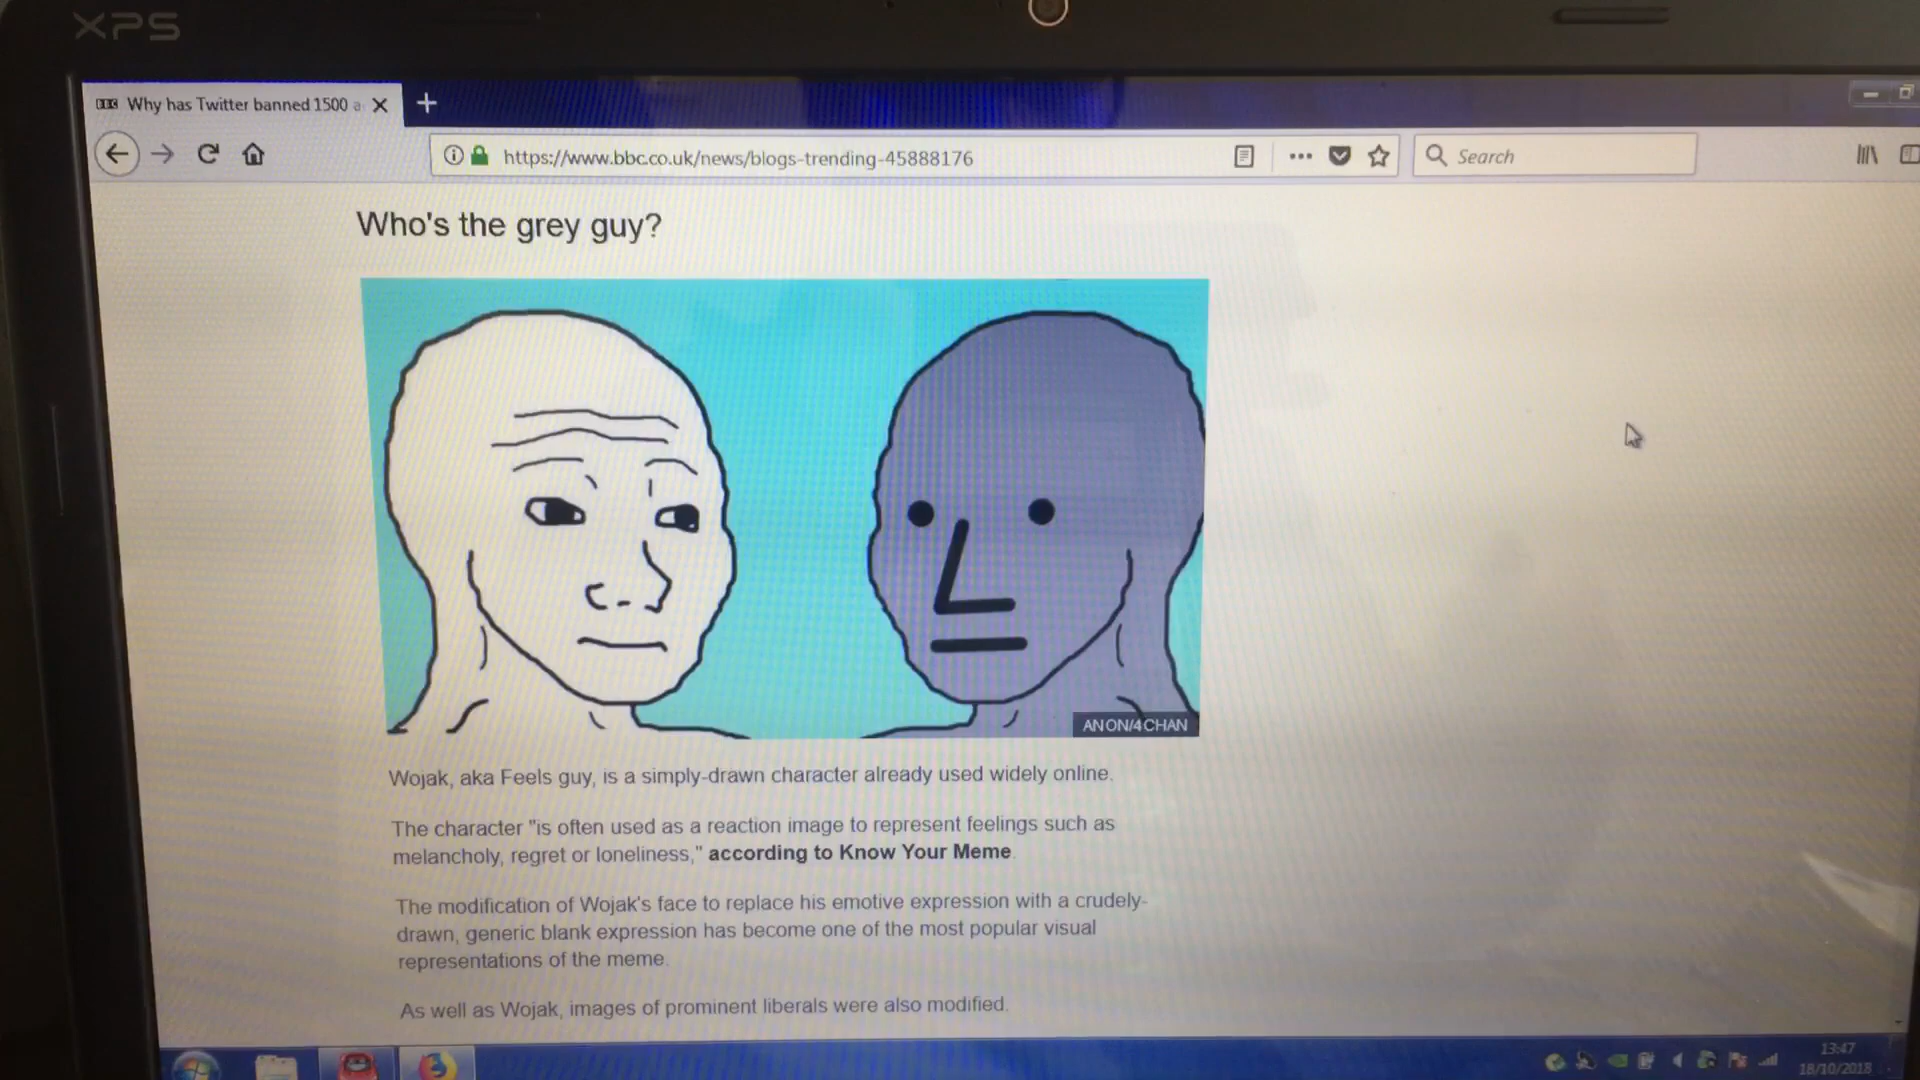 XPS
BBC Why has Twitter banned 1500 a
https://www.bbc.co.uk/news/blogs-trending-45888176
Search
Who's the grey guy?
ANON/4CHAN
Wojak, aka Feels guy, is a simply-drawn character already used widely online.
The character "is often used as a reaction image to represent feelings such as
melancholy, regret or loneliness," according to Know Your Meme.
The modification of Wojak's face to replace his emotive expression with a crudely-
drawn, generic blank expression has become one of the most popular visual
representations of the meme.
As well as Wojak, images of prominent liberals were also modified.
13:47
18/10/2018